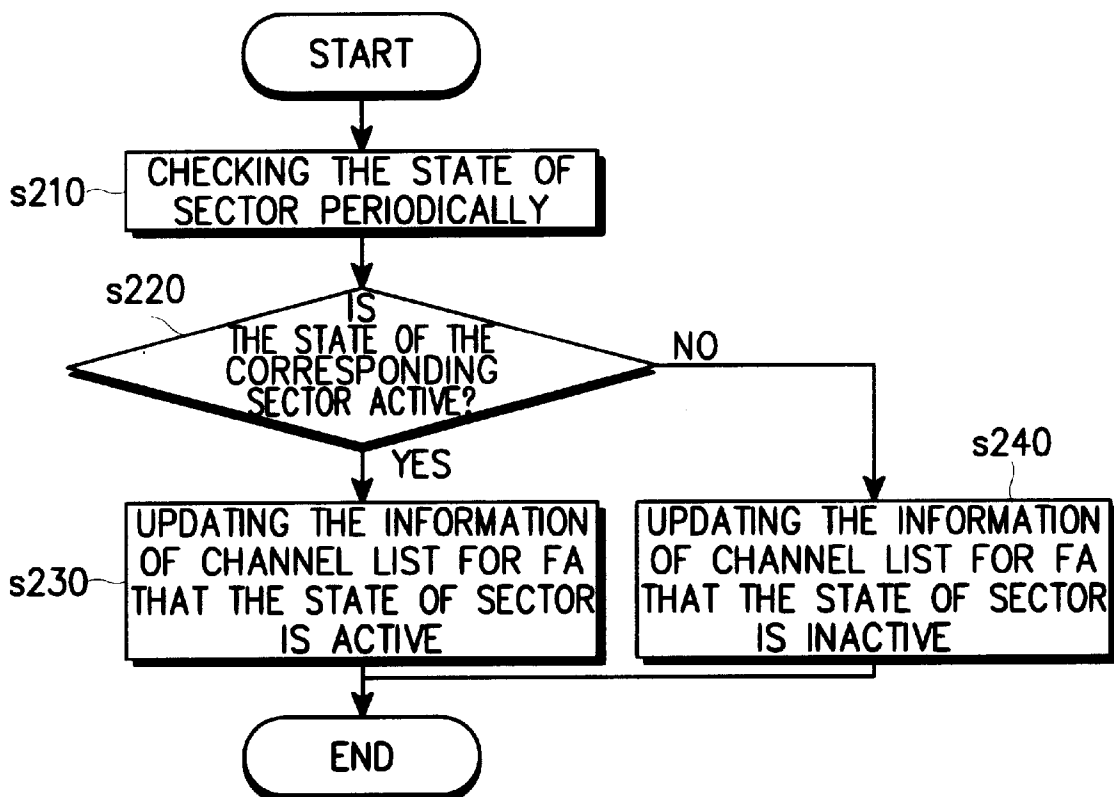 START
s210
CHECKING THE STATE OF
SECTOR PERIODICALLY
s220
IS
THE STATE OF THE
CORRESPONDING
SECTOR ACTIVE?
NO
YES
s230
UPDATING THE INFORMATION
OF CHANNEL LIST FOR FA
THAT THE STATE OF SECTOR
IS ACTIVE
s240
UPDATING THE INFORMATION
OF CHANNEL LIST FOR FA
THAT THE STATE OF SECTOR
IS INACTIVE
END